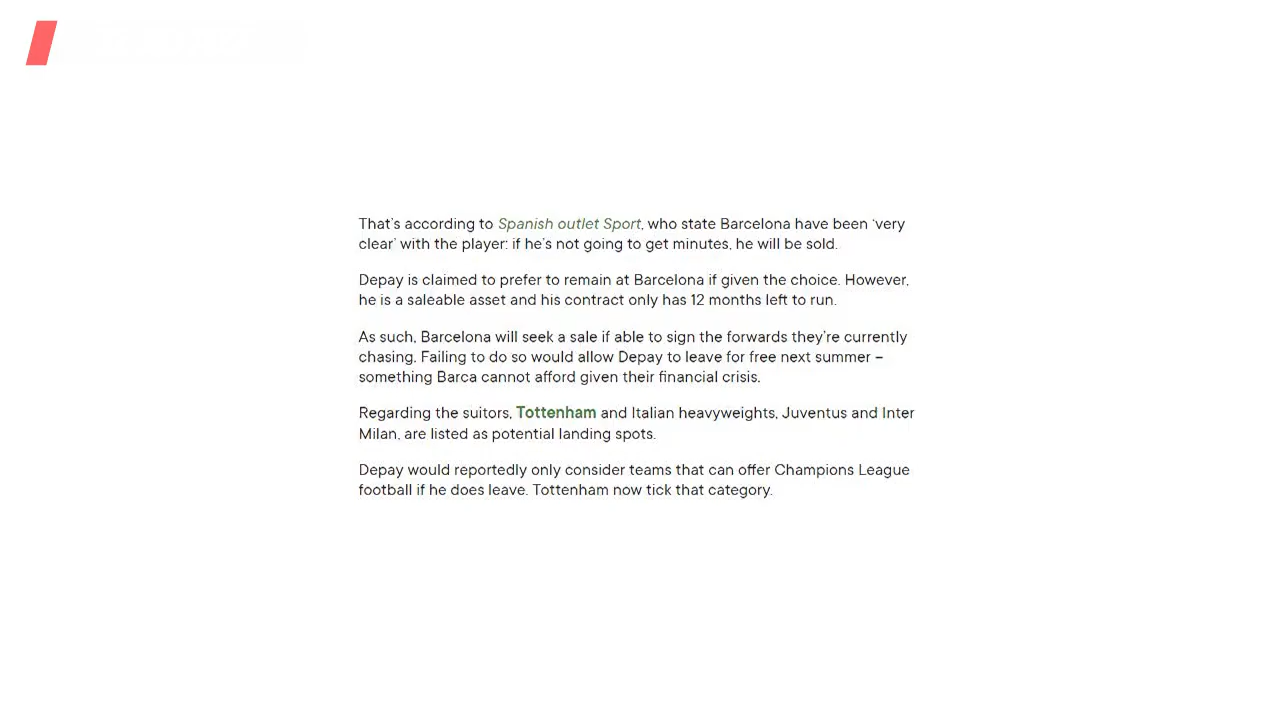 That's according to Spanish outlet Sport, who state Barcelona have been 'very
clear' with the player: if he's not going to get minutes, he will be sold.
Depay is claimed to prefer to remain at Barcelona if given the choice. However,
he is a saleable asset and his contract only has 12 months left to run.
As such, Barcelona will seek a sale if able to sign the forwards they're currently
chasing. Failing to do so would allow Depay to leave for free next summer –
something Barca cannot afford given their financial crisis.
Regarding the suitors, Tottenham and Italian heavyweights, Juventus and Inter
Milan, are listed as potential landing spots.
Depay would reportedly only consider teams that can offer Champions League
football if he does leave. Tottenham now tick that category.